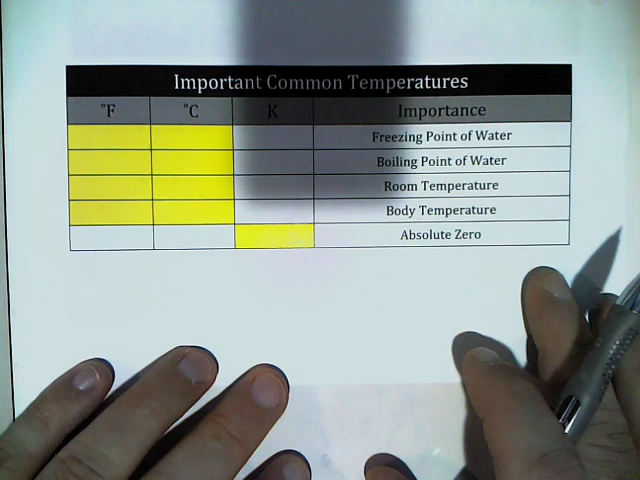 Important Common Temperatures
°F °C K Importance
Freezing Point of Water
Boiling Point of Water
Room Temperature
Body Temperature
Absolute Zero